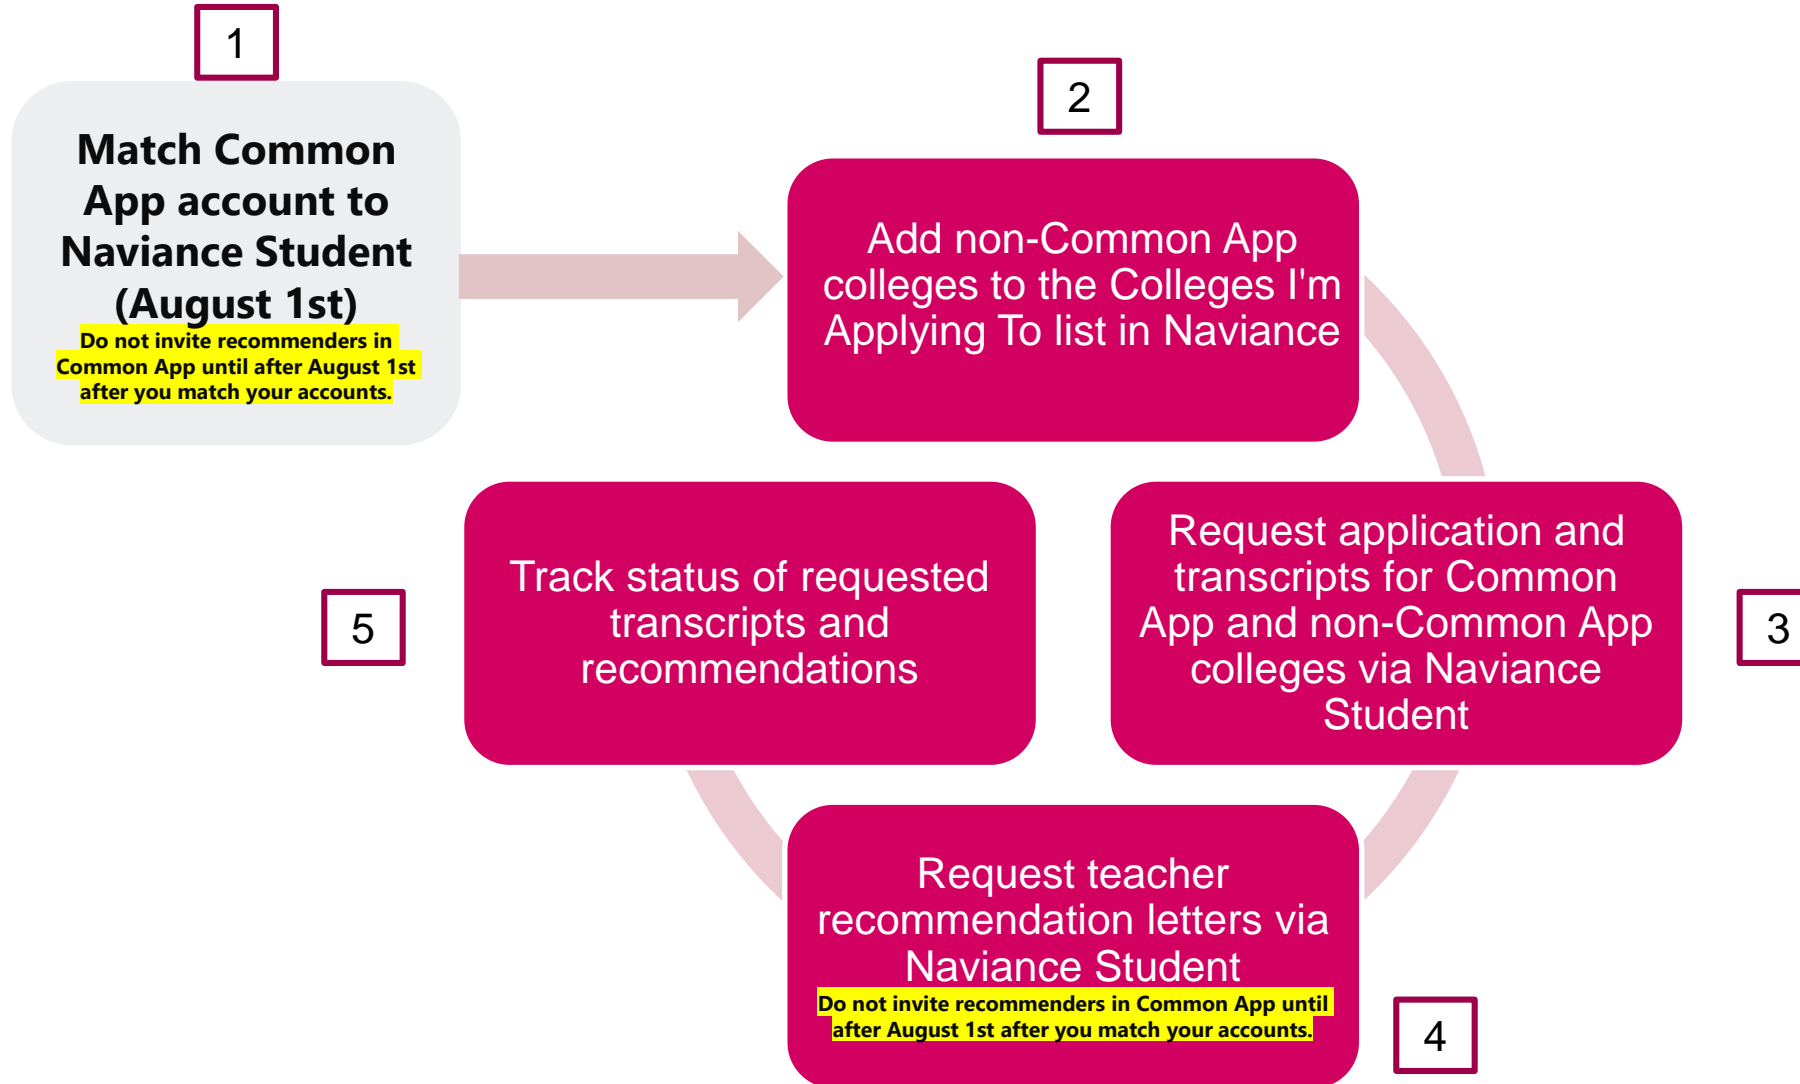 1
Match Common
App account to
Naviance Student
(August 1st)
Do not invite recommenders in
Common App until after August 1st
after you match your accounts.
2
Add non-Common App
colleges to the Colleges I'm
Applying To list in Naviance
3
Request application and
transcripts for Common
App and non-Common App
colleges via Naviance
Student
4
Request teacher
recommendation letters via
Naviance Student
Do not invite recommenders in Common App until
after August 1st after you match your accounts.
5
Track status of requested
transcripts and
recommendations